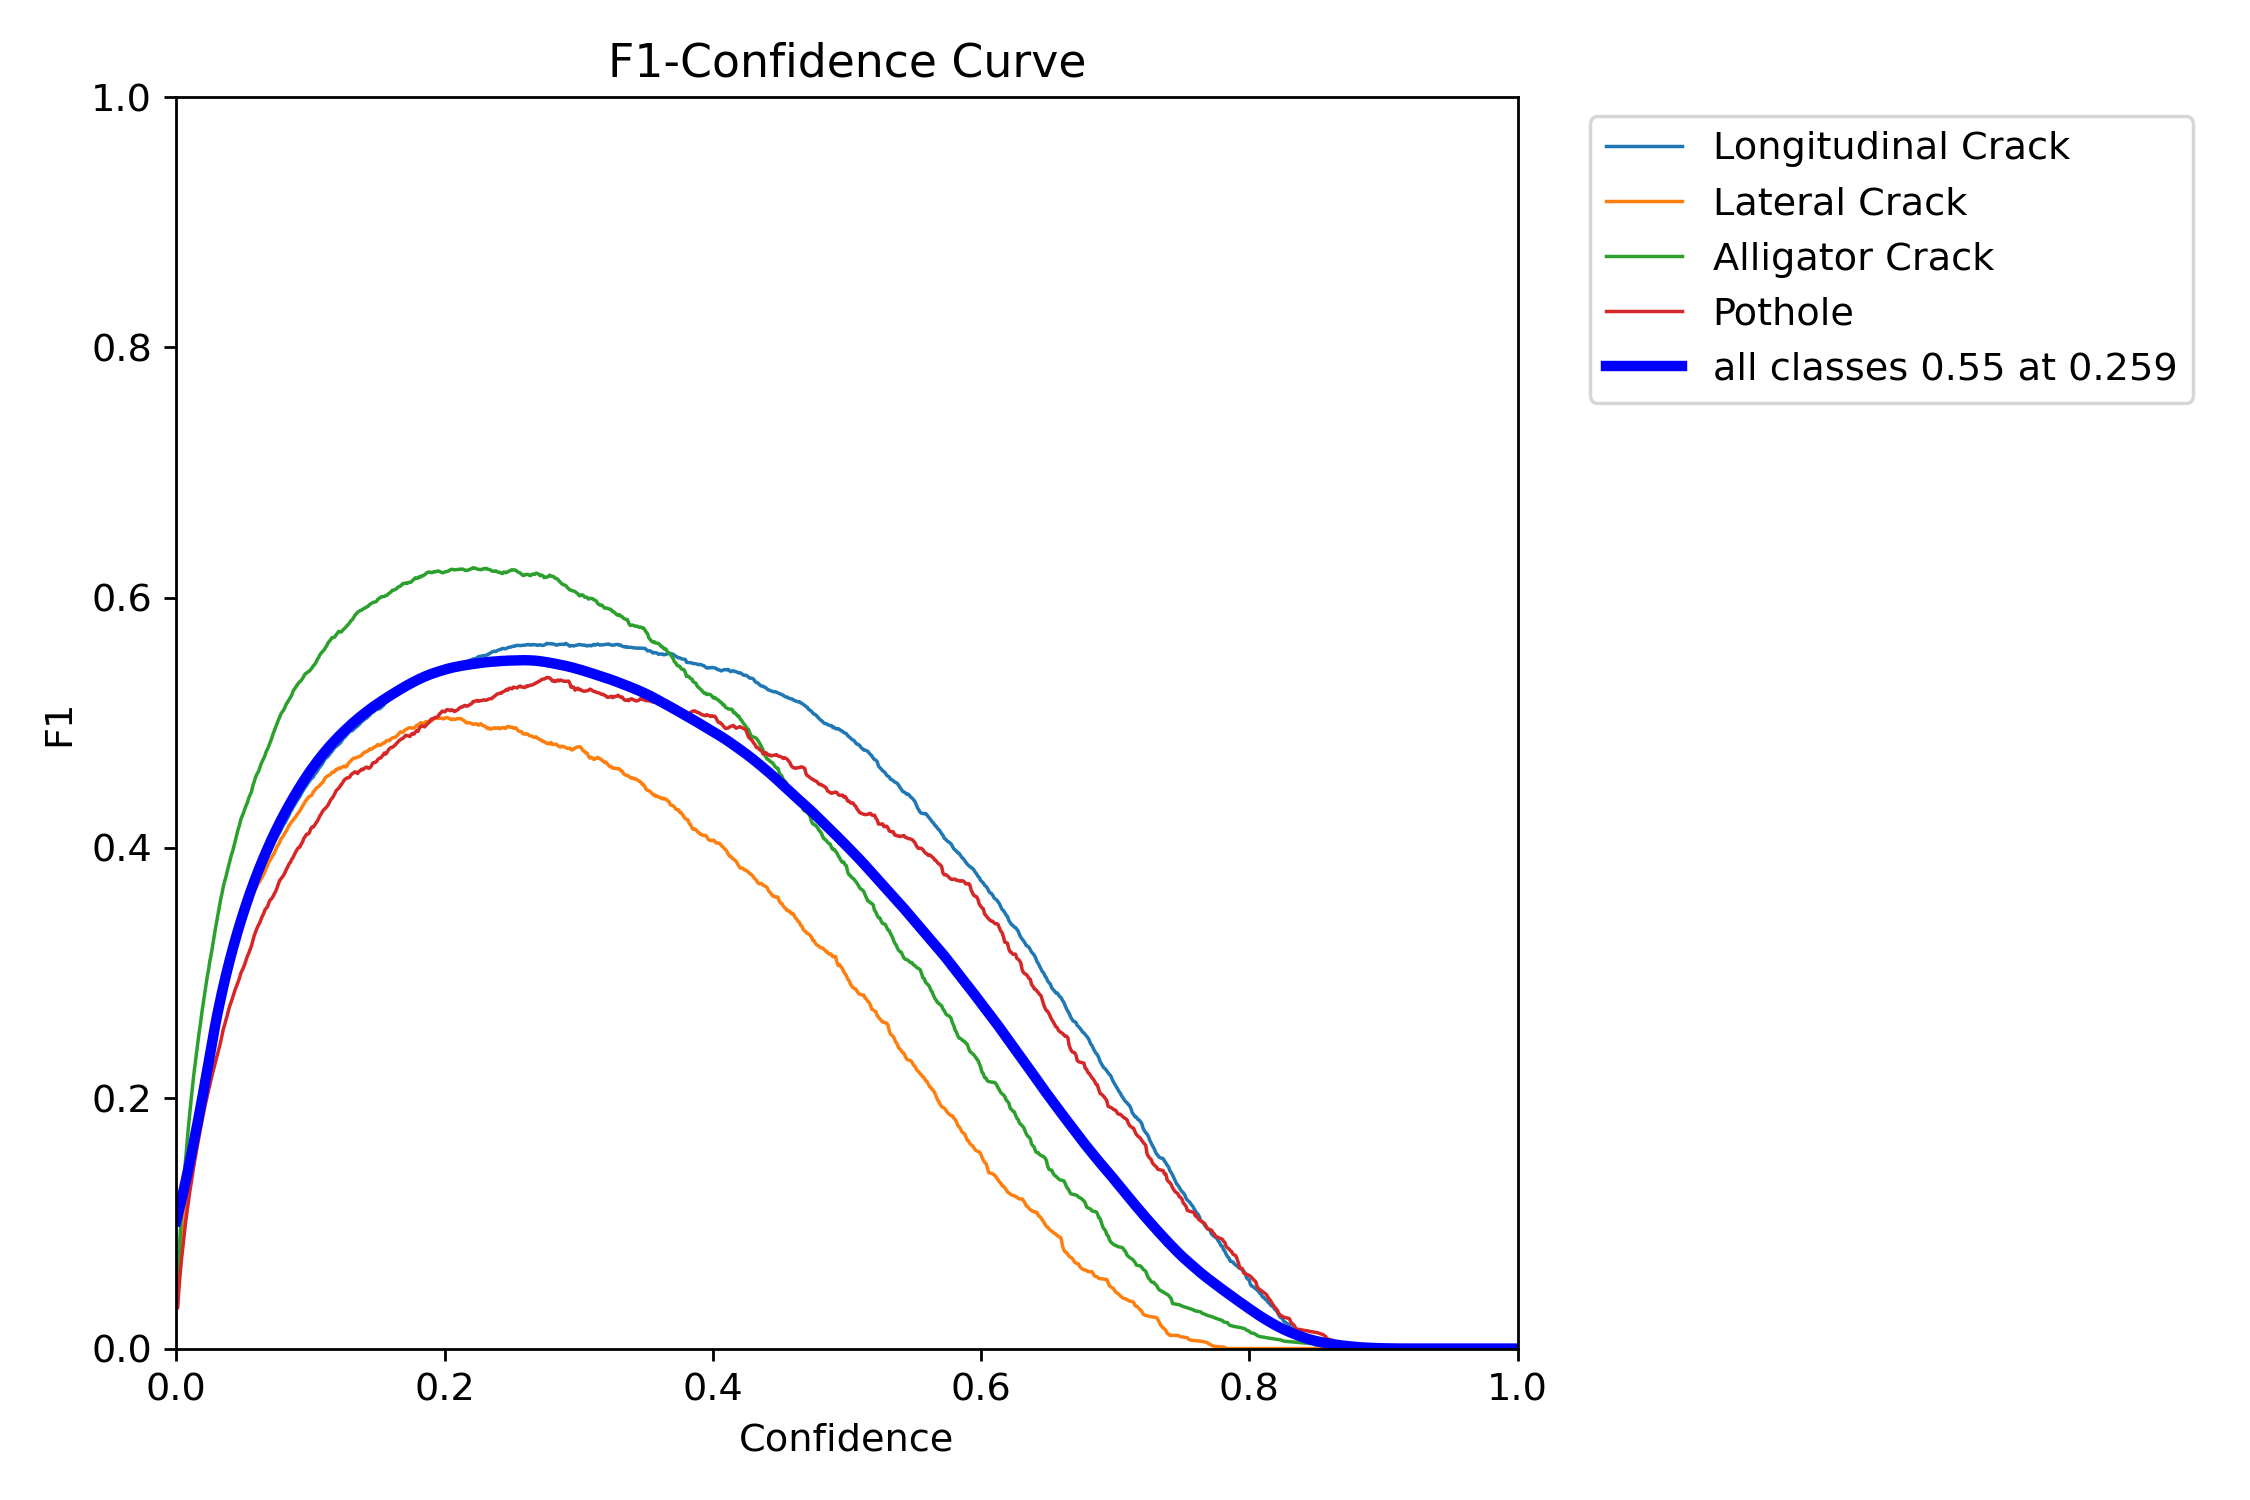 F1-Confidence Curve
1.0
0.8
0.6
0.4
0.2
0.0
F1
0.0 0.2 0.4 0.6 0.8 1.0
Confidence
Longitudinal Crack
Lateral Crack
Alligator Crack
Pothole
all classes 0.55 at 0.259